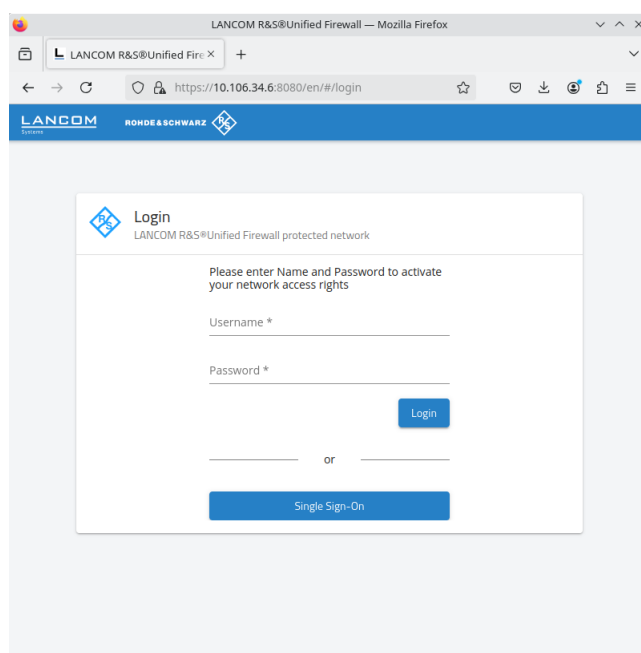 LANCOM R&S®Unified Firewall — Mozilla Firefox
LANCOM R&S®Unified Fire
https://10.106.34.6:8080/en/#/login
LANCOM
Systems
ROHDE&SCHWARZ
R&S
R&S
Login
LANCOM R&S®Unified Firewall protected network
Please enter Name and Password to activate
your network access rights
Username *
Password *
Login
or
Single Sign-On